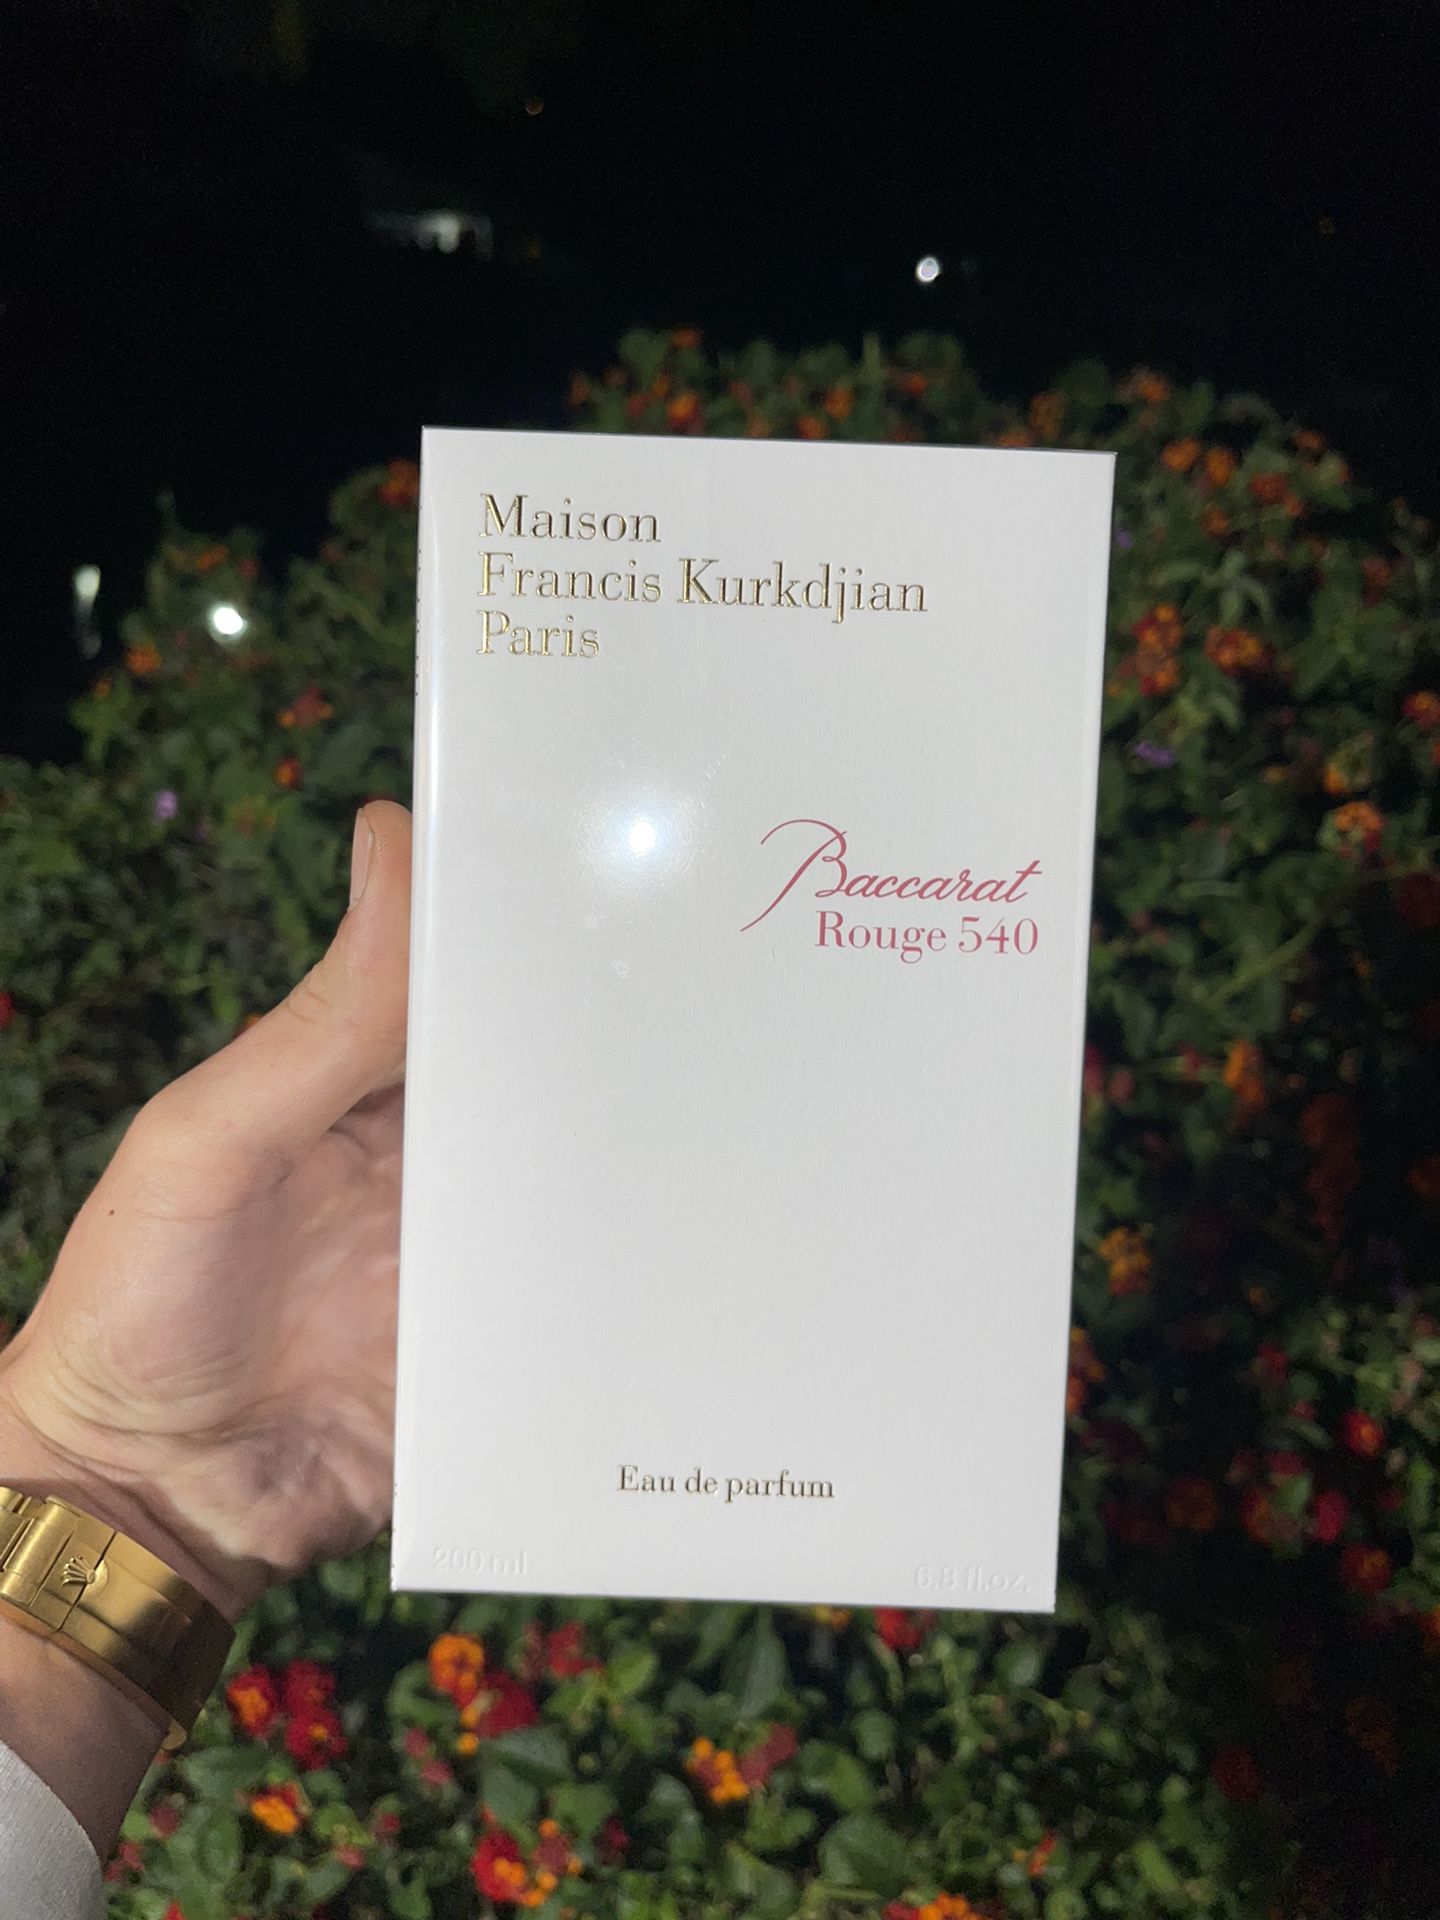 Maison
Francis Kurkdjian
Paris
Baccarat
Rouge 540
Eau de parfum
200 ml
6.8 fl.oz.